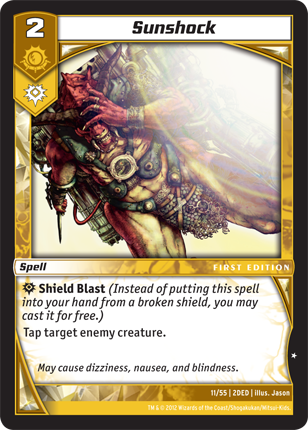 2
Sunshock
Spell
FIRST EDITION
Shield Blast (Instead of putting this spell
into your hand from a broken shield, you may
cast it for free.)
Tap target enemy creature.
May cause dizziness, nausea, and blindness.
11/55 | 2DED | illus. Jason
TM & © 2012 Wizards of the Coast/Shogakukan/Mitsui-Kids